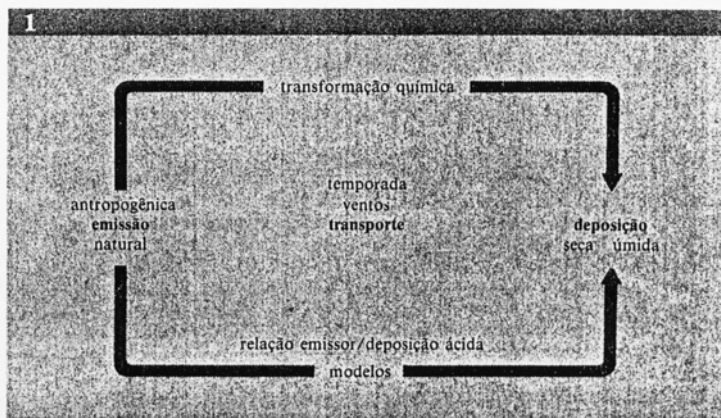 1
transformação química
temporada
ventos
transporte
antropogênica
emissão
natural
deposição
seca úmida
relação emissor/deposição ácida
modelos